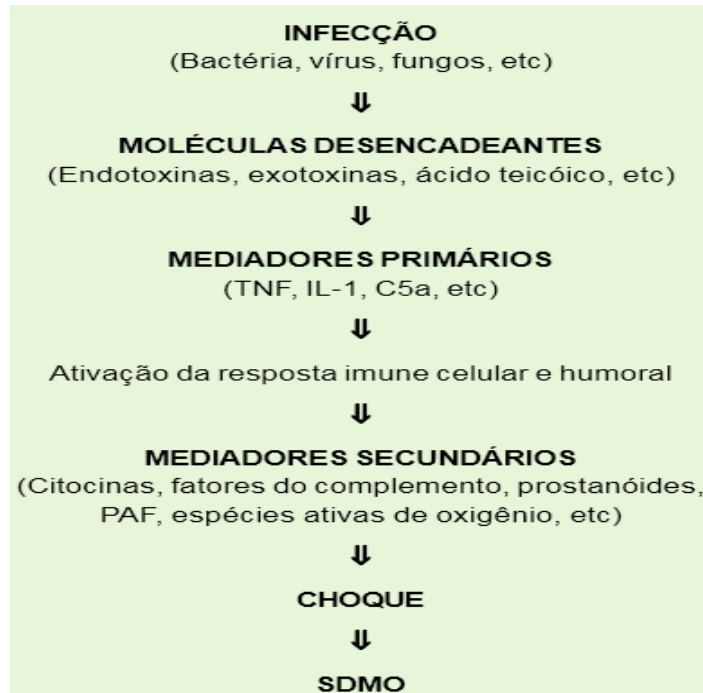 INFECÇÃO
(Bactéria, vírus, fungos, etc)
⇓
MOLÉCULAS DESENCADEANTES
(Endotoxinas, exotoxinas, ácido teicóico, etc)
⇓
MEDIADORES PRIMÁRIOS
(TNF, IL-1, C5a, etc)
⇓
Ativação da resposta imune celular e humoral
⇓
MEDIADORES SECUNDÁRIOS
(Citocinas, fatores do complemento, prostanóides,
PAF, espécies ativas de oxigênio, etc)
⇓
CHOQUE
⇓
SDMO